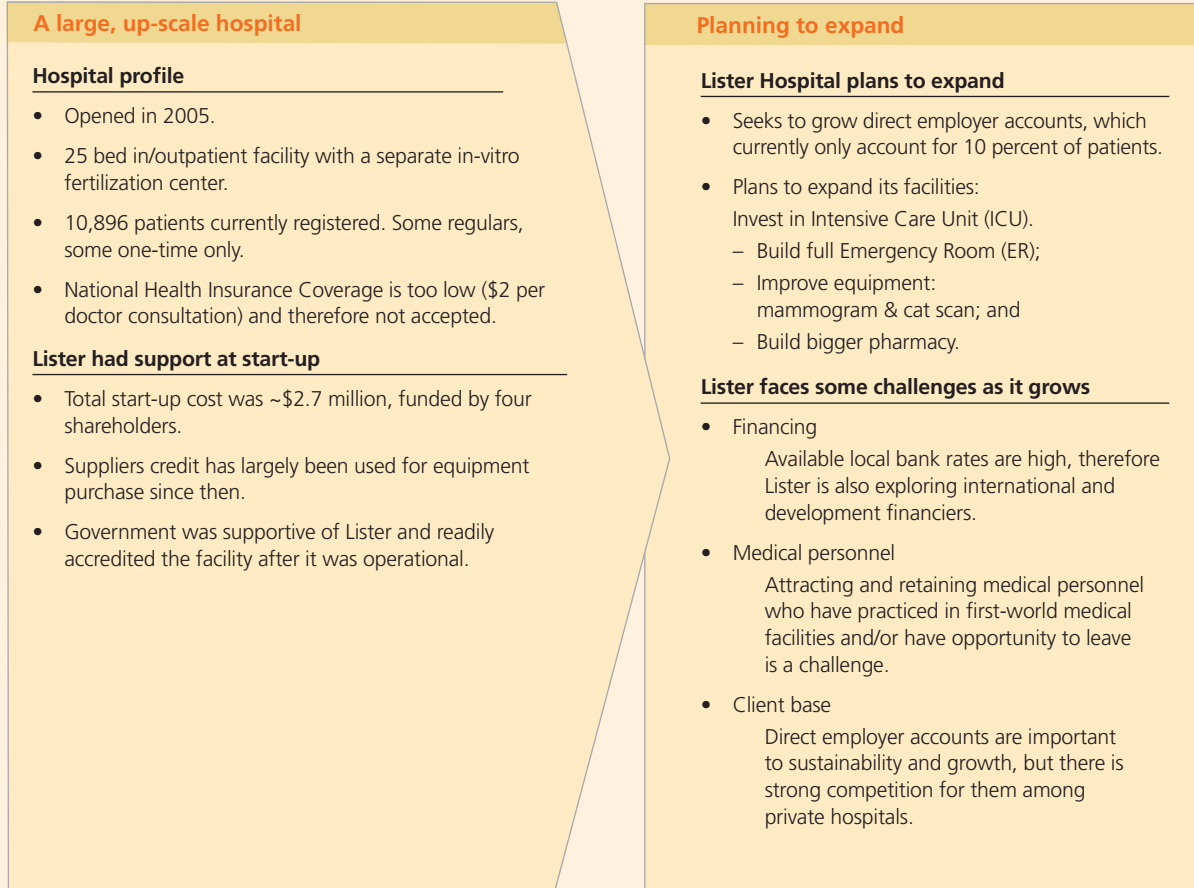 A large, up-scale hospital
Hospital profile
• Opened in 2005.
• 25 bed in/outpatient facility with a separate in-vitro
fertilization center.
• 10,896 patients currently registered. Some regulars,
some one-time only.
• National Health Insurance Coverage is too low ($2 per
doctor consultation) and therefore not accepted.
Lister had support at start-up
• Total start-up cost was ~$2.7 million, funded by four
shareholders.
• Suppliers credit has largely been used for equipment
purchase since then.
• Government was supportive of Lister and readily
accredited the facility after it was operational.
Planning to expand
Lister Hospital plans to expand
• Seeks to grow direct employer accounts, which
currently only account for 10 percent of patients.
• Plans to expand its facilities:
Invest in Intensive Care Unit (ICU).
– Build full Emergency Room (ER);
– Improve equipment:
mammogram & cat scan; and
– Build bigger pharmacy.
Lister faces some challenges as it grows
• Financing
Available local bank rates are high, therefore
Lister is also exploring international and
development financiers.
• Medical personnel
Attracting and retaining medical personnel
who have practiced in first-world medical
facilities and/or have opportunity to leave
is a challenge.
• Client base
Direct employer accounts are important
to sustainability and growth, but there is
strong competition for them among
private hospitals.